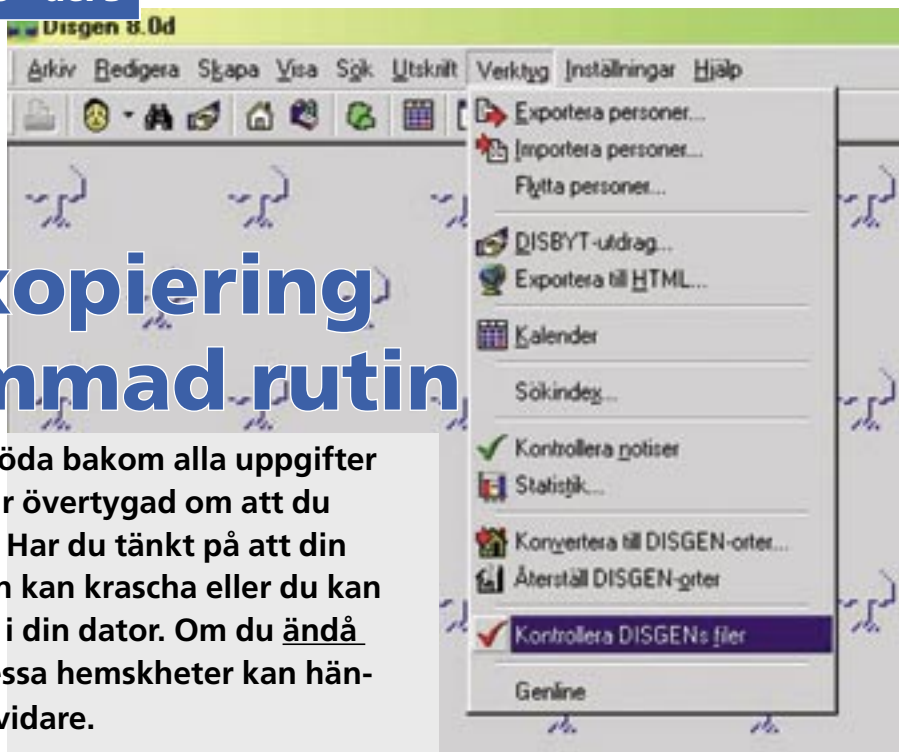 Disgen 8.0d
Arkiv Redigera Skapa Visa Sök Utskrift Verktyg Inställningar Hjälp
Exportera personer...
Importera personer...
Flytta personer...
DISBYT-utdrag...
Exportera till HTML...
Kalender
Sökindex...
Kontrollera notiser
Statistik...
Konvertera till DISGEN-orter...
Återställ DISGEN-orter
Kontrollera DISGENs filer
Genline
kopiering
mmad rutin
öda bakom alla uppgifter
r övertygad om att du
Har du tänkt på att din
n kan krascha eller du kan
i din dator. Om du ändå
essa hemskheter kan hän-
vidare.